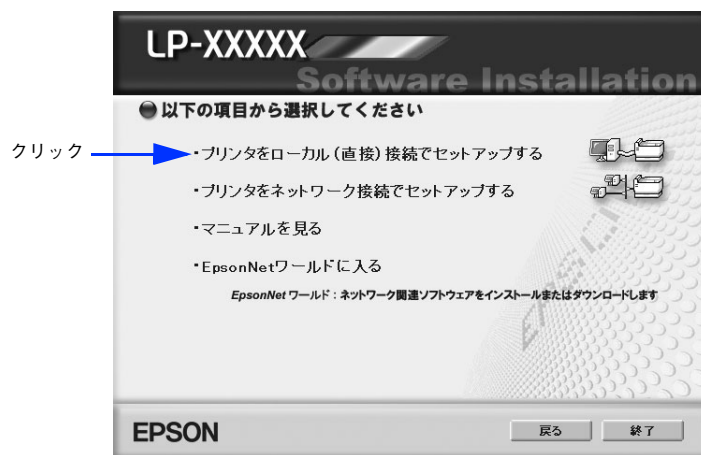 LP-XXXXX
Software Installation
以下の項目から選択してください
クリック
・プリンタをローカル(直接)接続でセットアップする
・プリンタをネットワーク接続でセットアップする
・マニュアルを見る
・EpsonNetワールドに入る
EpsonNet ワールド：ネットワーク関連ソフトウェアをインストールまたはダウンロードします
EPSON
EPSON
戻る
終了